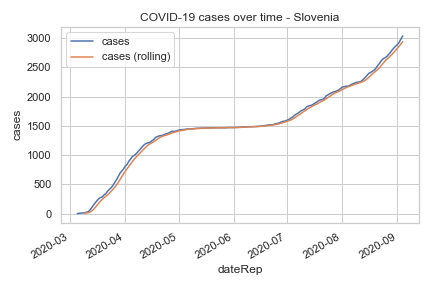 COVID-19 cases over time - Slovenia
cases
cases (rolling)
3000
2500
2000
1500
1000
500
0
cases
2020-03
2020-04
2020-05
2020-06
2020-07
2020-08
2020-09
dateRep